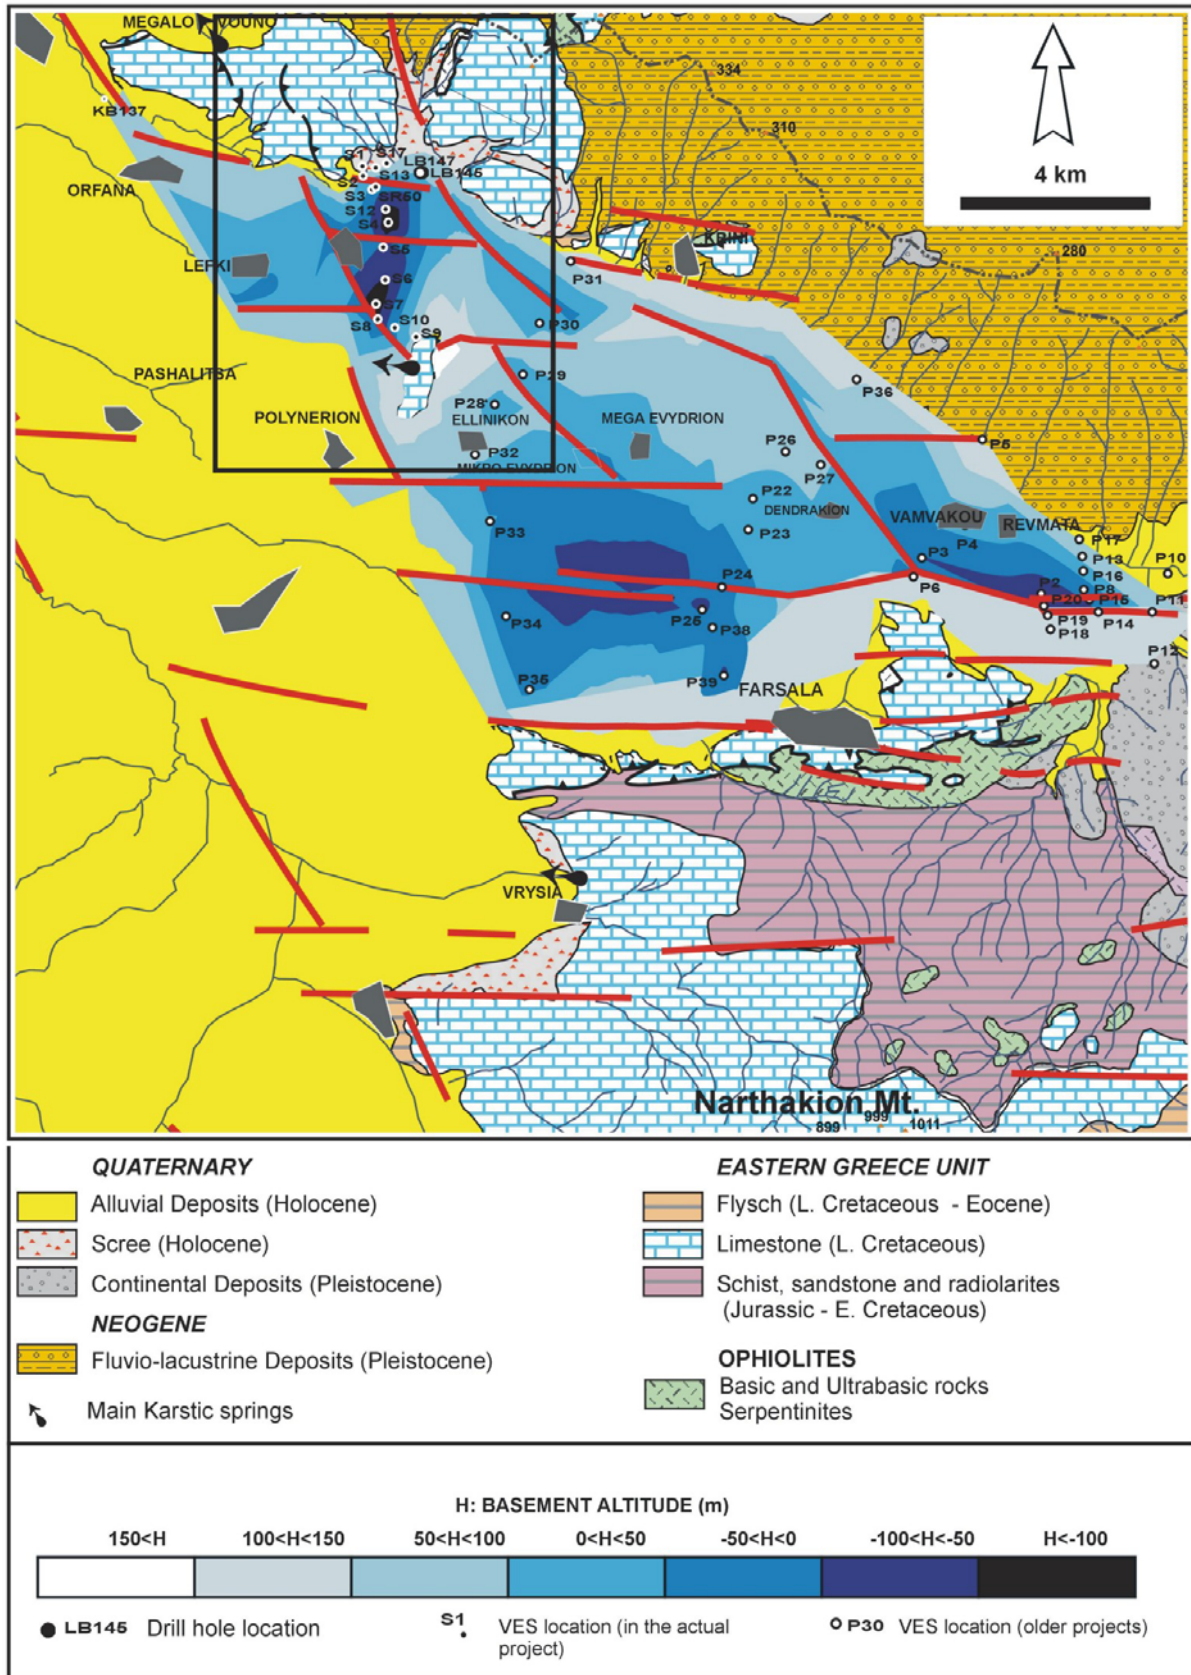 MEGALO VOUNO
334
310
4 km
KB137
S1
S17
LB147
ORFANA
S2
S13
LB145
S3
SR50
S12
S4
KRINI
280
S5
LEFKI
P31
S6
S7
S8
S10
S9
P30
PASHALITSA
P29
P36
POLYNERION
P28
ELLINIKON
MEGA EVYDRION
P26
P5
P32
MIKRO EVYDRION
P27
P22
DENDRAKION
P33
P23
VAMVAKOU
REVMATA
P4
P17
P3
P13
P10
P24
P6
P16
P2
P8
P25
P20
P15
P11
P34
P38
P19
P14
P18
P12
P35
P39
FARSALA
VRYSIA
Narthakion Mt.
899
999
1011
QUATERNARY
Alluvial Deposits (Holocene)
Scree (Holocene)
Continental Deposits (Pleistocene)
NEOGENE
Fluvio-lacustrine Deposits (Pleistocene)
Main Karstic springs
EASTERN GREECE UNIT
Flysch (L. Cretaceous - Eocene)
Limestone (L. Cretaceous)
Schist, sandstone and radiolarites
(Jurassic - E. Cretaceous)
OPHIOLITES
Basic and Ultrabasic rocks
Serpentinites
H: BASEMENT ALTITUDE (m)
150<H 100<H<150 50<H<100 0<H<50 -50<H<0 -100<H<-50 H<-100
LB145 Drill hole location
S1 VES location (in the actual
project)
P30 VES location (older projects)